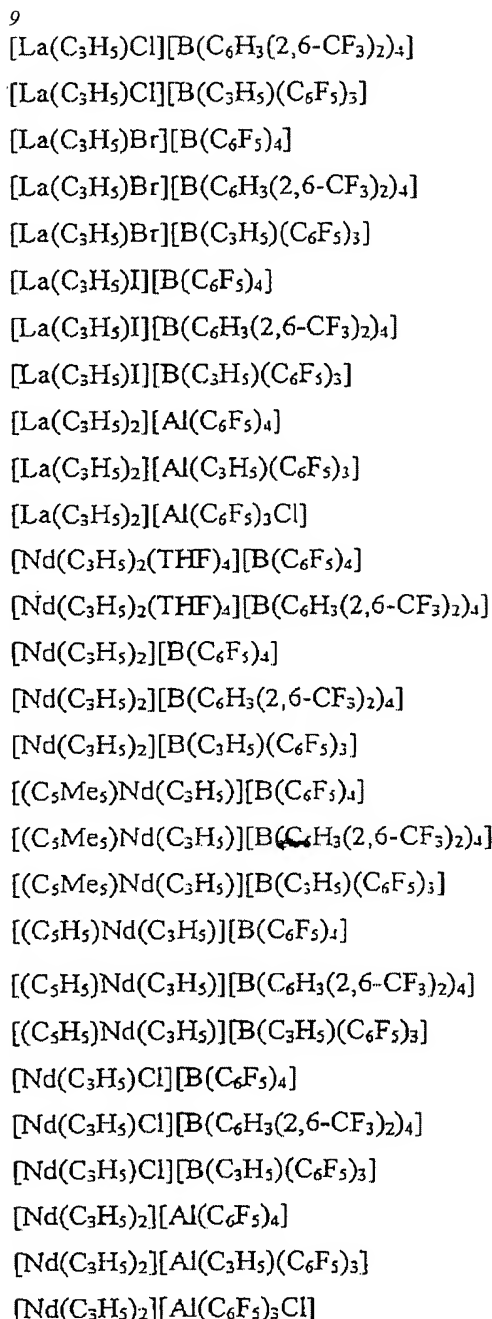 9
[La(C₃H₅)Cl][B(C₆H₃(2,6-CF₃)₂)₄]
[La(C₃H₅)Cl][B(C₃H₅)(C₆F₅)₃]
[La(C₃H₅)Br][B(C₆F₅)₄]
[La(C₃H₅)Br][B(C₆H₃(2,6-CF₃)₂)₄]
[La(C₃H₅)Br][B(C₃H₅)(C₆F₅)₃]
[La(C₃H₅)I][B(C₆F₅)₄]
[La(C₃H₅)I][B(C₆H₃(2,6-CF₃)₂)₄]
[La(C₃H₅)I][B(C₃H₅)(C₆F₅)₃]
[La(C₃H₅)₂][Al(C₆F₅)₄]
[La(C₃H₅)₂][Al(C₃H₅)(C₆F₅)₃]
[La(C₃H₅)₂][Al(C₆F₅)₃Cl]
[Nd(C₃H₅)₂(THF)₄][B(C₆F₅)₄]
[Nd(C₃H₅)₂(THF)₄][B(C₆H₃(2,6-CF₃)₂)₄]
[Nd(C₃H₅)₂][B(C₆F₅)₄]
[Nd(C₃H₅)₂][B(C₆H₃(2,6-CF₃)₂)₄]
[Nd(C₃H₅)₂][B(C₃H₅)(C₆F₅)₃]
[(C₅Me₅)Nd(C₃H₅)][B(C₆F₅)₄]
[(C₅Me₅)Nd(C₃H₅)][B(C₆H₃(2,6-CF₃)₂)₄]
[(C₅Me₅)Nd(C₃H₅)][B(C₃H₅)(C₆F₅)₃]
[(C₅H₅)Nd(C₃H₅)][B(C₆F₅)₄]
[(C₅H₅)Nd(C₃H₅)][B(C₆H₃(2,6-CF₃)₂)₄]
[(C₅H₅)Nd(C₃H₅)][B(C₃H₅)(C₆F₅)₃]
[Nd(C₃H₅)Cl][B(C₆F₅)₄]
[Nd(C₃H₅)Cl][B(C₆H₃(2,6-CF₃)₂)₄]
[Nd(C₃H₅)Cl][B(C₃H₅)(C₆F₅)₃]
[Nd(C₃H₅)₂][Al(C₆F₅)₄]
[Nd(C₃H₅)₂][Al(C₃H₅)(C₆F₅)₃]
[Nd(C₃H₅)₂][Al(C₆F₅)₃Cl]